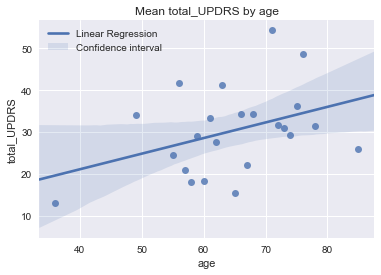 Mean total_UPDRS by age
Linear Regression
Confidence interval
50
40
30
20
10
total_UPDRS
40 50 60 70 80
age